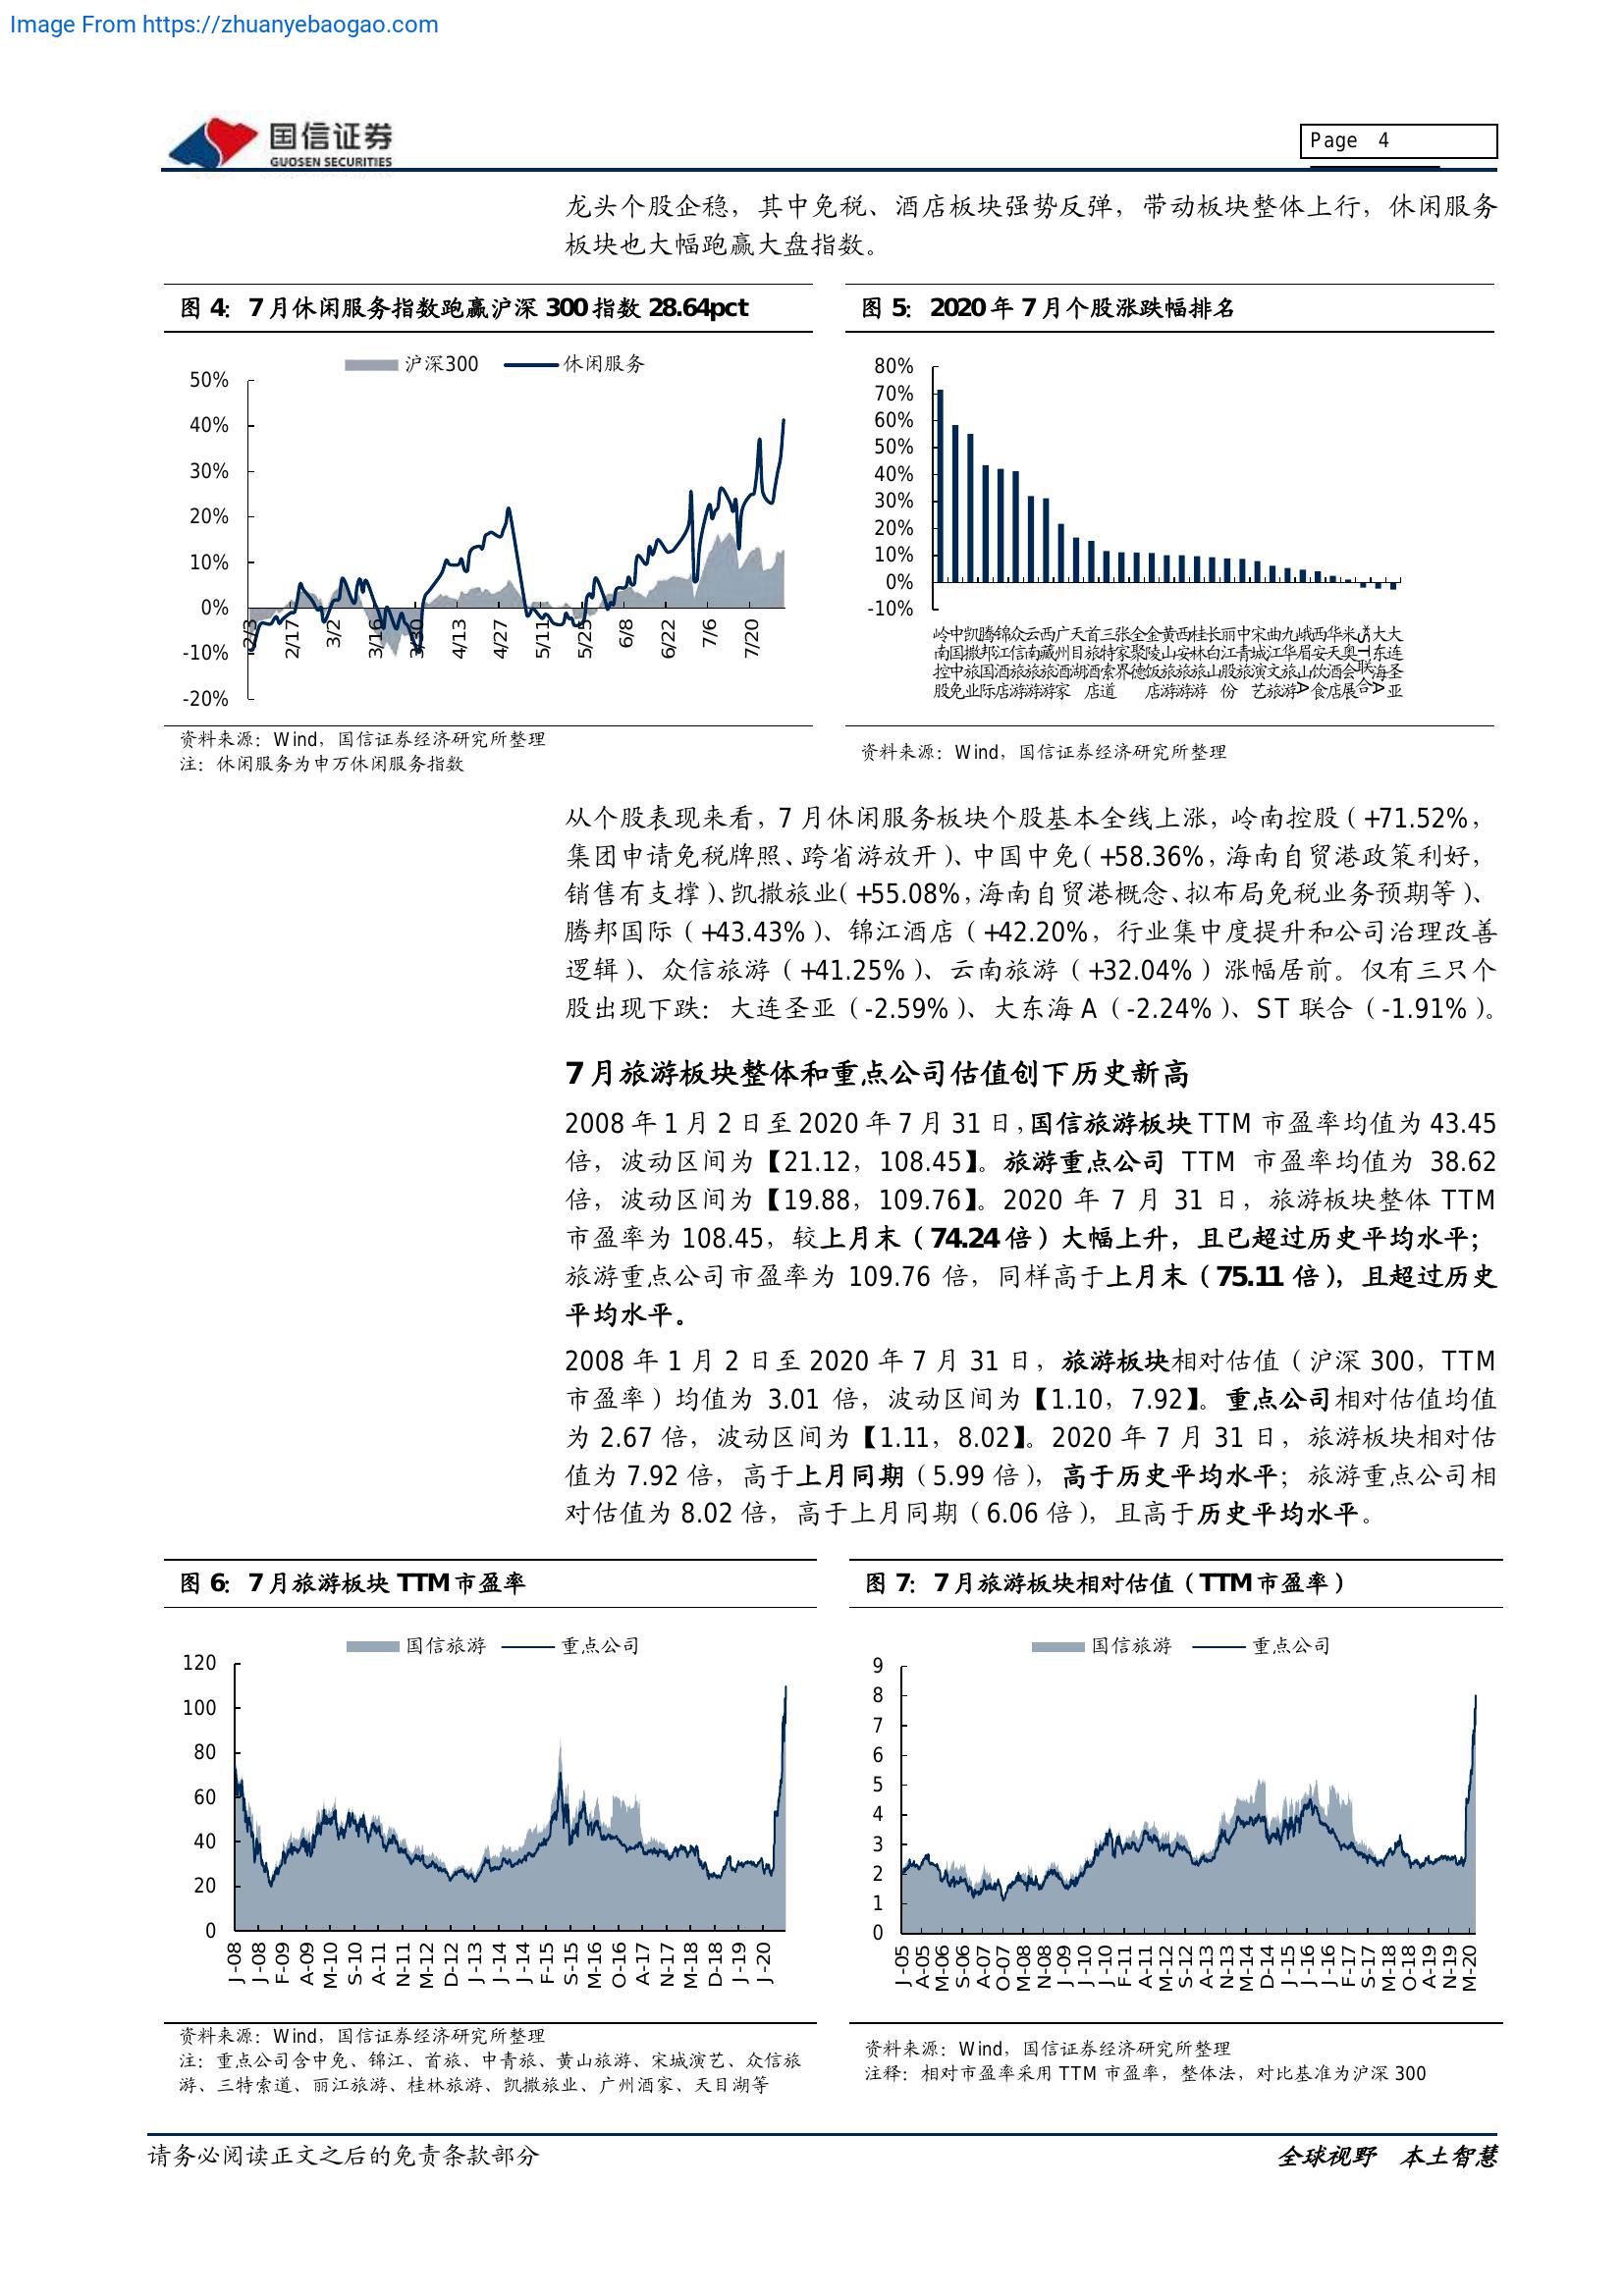 Image From https://zhuanyebaogao.com
国信证券
GUOSEN SECURITIES
Page 4
龙头个股企稳，其中免税、酒店板块强势反弹，带动板块整体上行，休闲服务
板块也大幅跑赢大盘指数。
图 4：7 月休闲服务指数跑赢沪深 300 指数 28.64pct
沪深300 休闲服务
50%
40%
30%
20%
10%
0%
-10%
-20%
2/3 2/17 3/2 3/16 3/30 4/13 4/27 5/11 5/25 6/8 6/22 7/6 7/20
资料来源：Wind，国信证券经济研究所整理
注：休闲服务为申万休闲服务指数
图 5：2020 年 7 月个股涨跌幅排名
80%
70%
60%
50%
40%
30%
20%
10%
0%
-10%
岭南控股 中国中免 凯撒旅业 腾邦国际 锦江酒店 众信旅游 云南旅游 西藏旅游 广州酒家 天目湖 首旅酒店 三特索道 张家界 全聚德 金陵饭店 黄山旅游 西安旅游 桂林旅游 长白山 丽江股份 中青旅 宋城演艺 曲江文旅 九华旅游 峨眉山A 西安饮食 华天酒店 米奥会展 *ST联合 大东海A 大连圣亚
资料来源：Wind，国信证券经济研究所整理
从个股表现来看，7 月休闲服务板块个股基本全线上涨，岭南控股（+71.52%，
集团申请免税牌照、跨省游放开）、中国中免（+58.36%，海南自贸港政策利好，
销售有支撑）、凯撒旅业（+55.08%，海南自贸港概念、拟布局免税业务预期等）、
腾邦国际（+43.43%）、锦江酒店（+42.20%，行业集中度提升和公司治理改善
逻辑）、众信旅游（+41.25%）、云南旅游（+32.04%）涨幅居前。仅有三只个
股出现下跌：大连圣亚（-2.59%）、大东海 A（-2.24%）、ST 联合（-1.91%）。
7 月旅游板块整体和重点公司估值创下历史新高
2008 年 1 月 2 日至 2020 年 7 月 31 日，国信旅游板块 TTM 市盈率均值为 43.45
倍，波动区间为【21.12，108.45】。旅游重点公司 TTM 市盈率均值为 38.62
倍，波动区间为【19.88，109.76】。2020 年 7 月 31 日，旅游板块整体 TTM
市盈率为 108.45，较上月末（74.24 倍）大幅上升，且已超过历史平均水平；
旅游重点公司市盈率为 109.76 倍，同样高于上月末（75.11 倍），且超过历史
平均水平。
2008 年 1 月 2 日至 2020 年 7 月 31 日，旅游板块相对估值（沪深 300，TTM
市盈率）均值为 3.01 倍，波动区间为【1.10，7.92】。重点公司相对估值均值
为 2.67 倍，波动区间为【1.11，8.02】。2020 年 7 月 31 日，旅游板块相对估
值为 7.92 倍，高于上月同期（5.99 倍），高于历史平均水平；旅游重点公司相
对估值为 8.02 倍，高于上月同期（6.06 倍），且高于历史平均水平。
图 6：7 月旅游板块 TTM 市盈率
国信旅游 重点公司
120
100
80
60
40
20
0
J-08 J-08 F-09 A-09 M-10 S-10 A-11 N-11 M-12 D-12 J-13 J-14 J-14 F-15 S-15 M-16 O-16 A-17 N-17 M-18 D-18 J-19 J-20
资料来源：Wind，国信证券经济研究所整理
注：重点公司含中免、锦江、首旅、中青旅、黄山旅游、宋城演艺、众信旅
游、三特索道、丽江旅游、桂林旅游、凯撒旅业、广州酒家、天目湖等
图 7：7 月旅游板块相对估值（TTM 市盈率）
国信旅游 重点公司
9
8
7
6
5
4
3
2
1
0
J-05 A-05 M-06 S-06 A-07 O-07 M-08 N-08 J-09 J-10 J-10 F-11 A-11 M-12 S-12 A-13 N-13 M-14 D-14 J-15 J-16 J-16 F-17 S-17 M-18 O-18 A-19 N-19 M-20
资料来源：Wind，国信证券经济研究所整理
注释：相对市盈率采用 TTM 市盈率，整体法，对比基准为沪深 300
请务必阅读正文之后的免责条款部分
全球视野 本土智慧